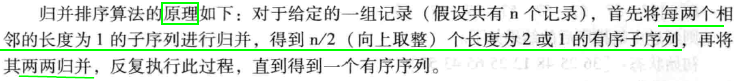 归并排序算法的原理如下：对于给定的一组记录（假设共有 n 个记录），首先将每两个相
邻的长度为 1 的子序列进行归并，得到 n/2（向上取整）个长度为 2 或 1 的有序子序列，再将
其两两归并，反复执行此过程，直到得到一个有序序列。